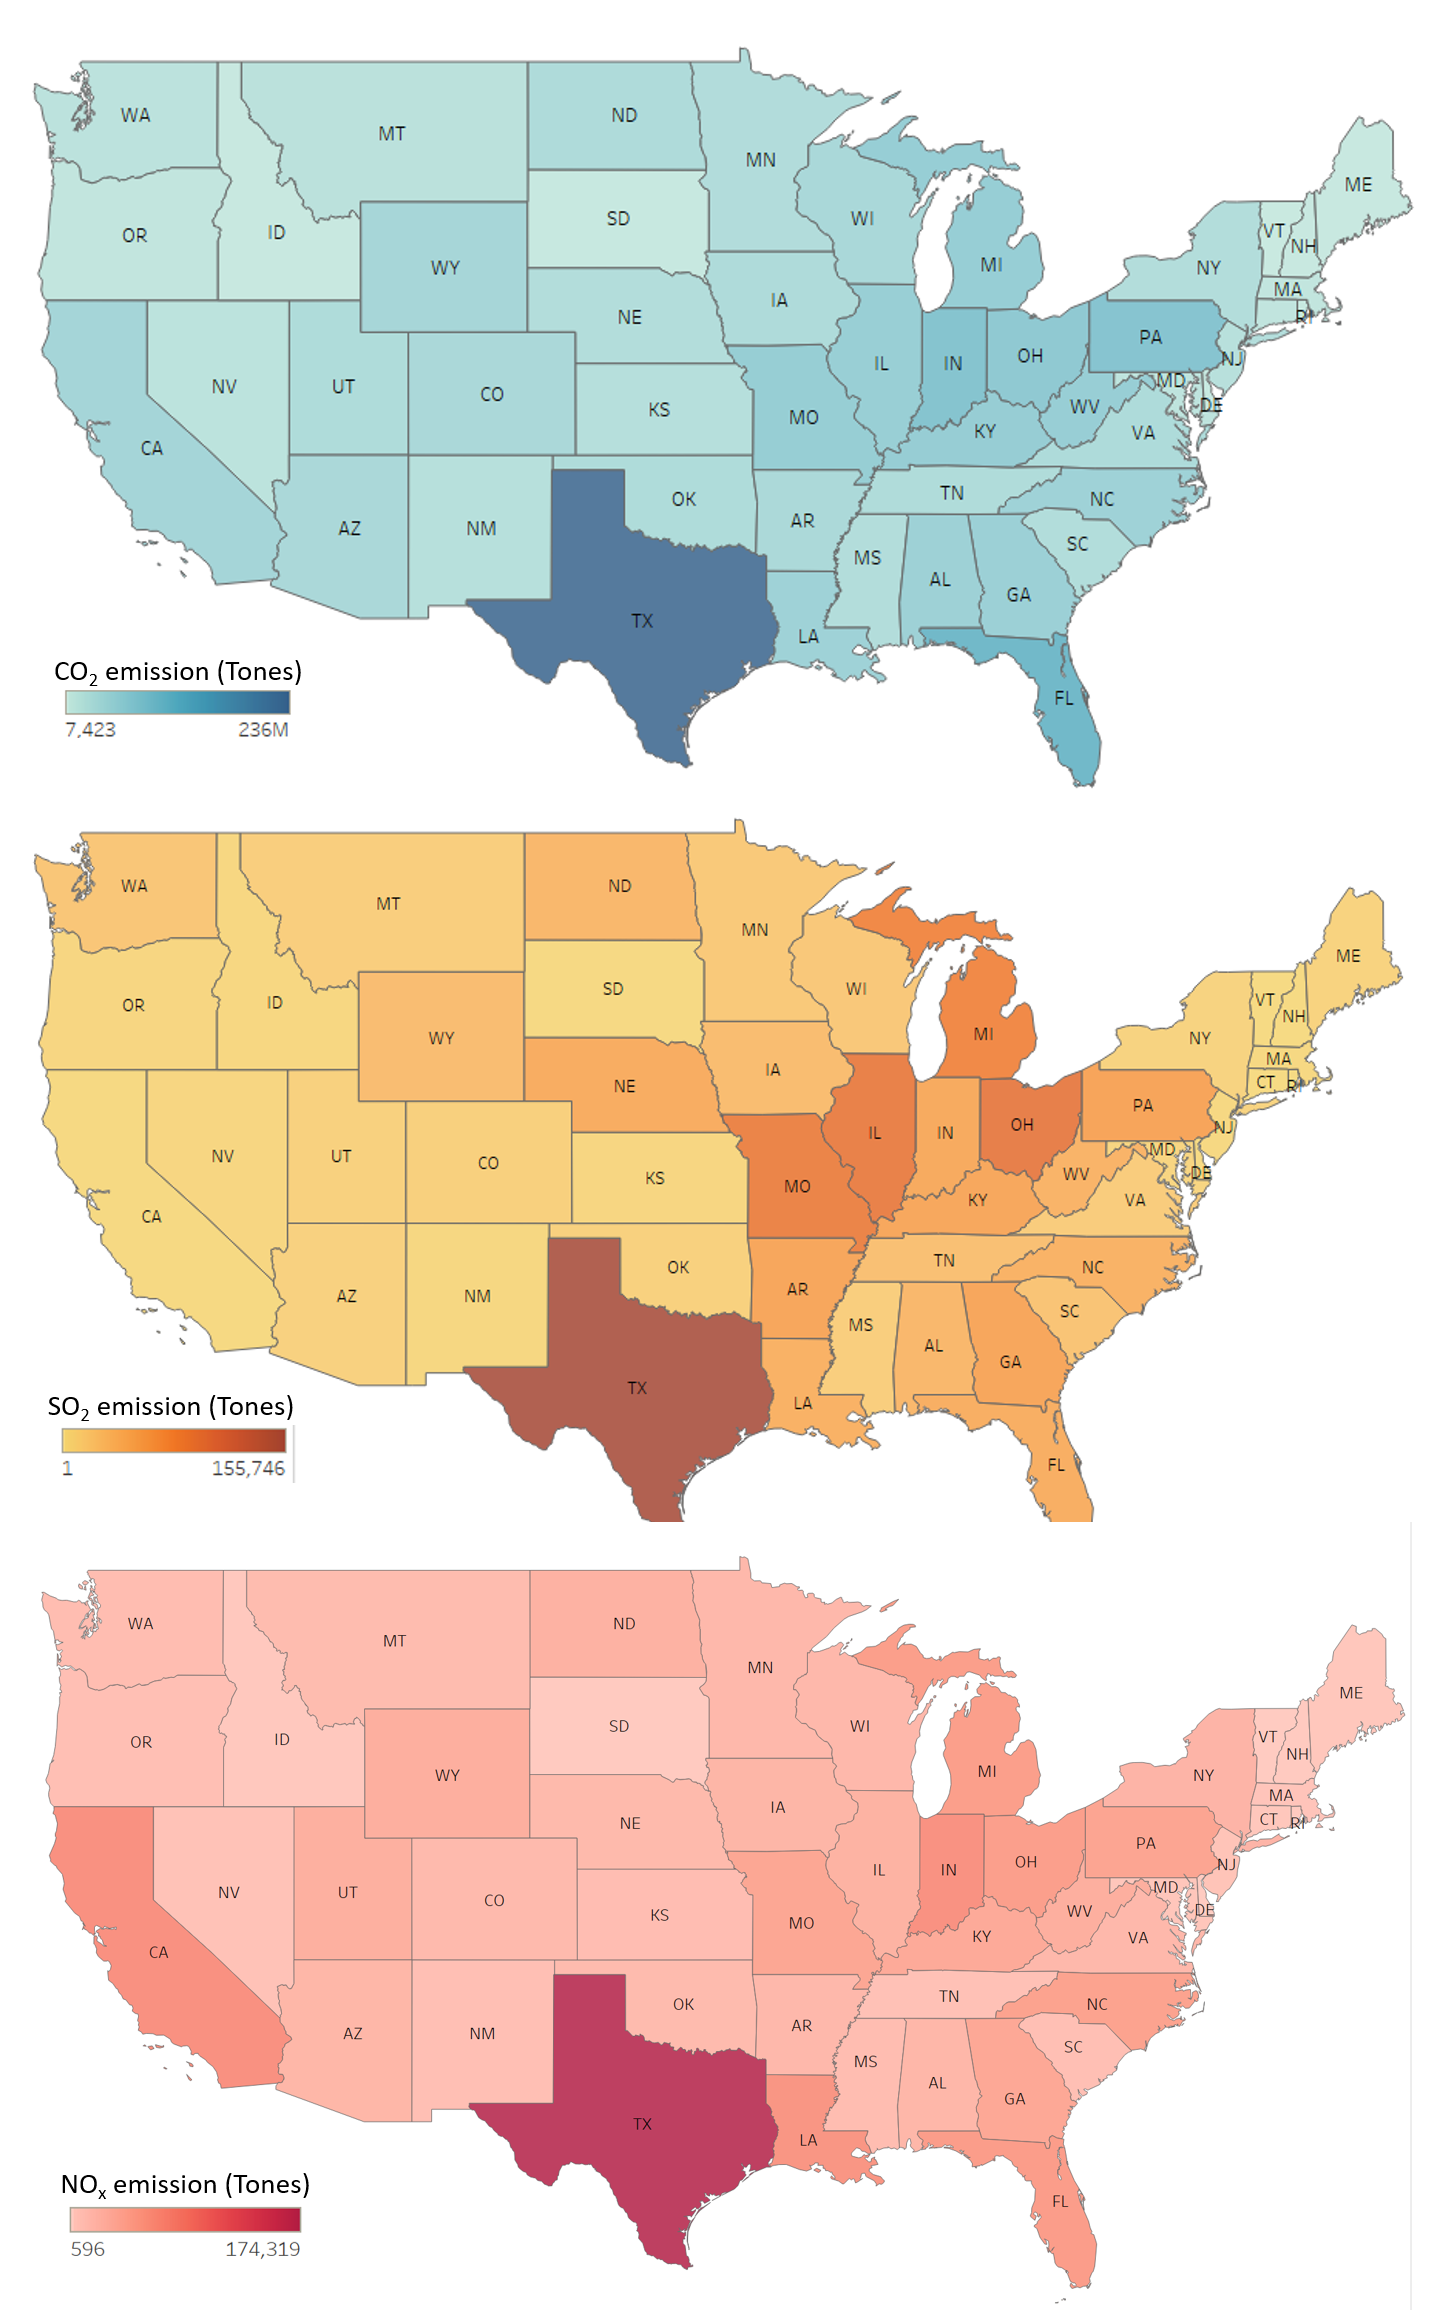 WA
MT
ND
MN
ME
OR
ID
SD
WI
VT
NH
WY
MI
NY
MA
IA
NE
RI
PA
NV
UT
CO
IL
IN
OH
NJ
KS
MO
WV
MD
DE
CA
KY
VA
AZ
NM
OK
AR
TN
NC
MS
AL
GA
SC
TX
LA
FL
CO2 emission (Tones)
7,423 236M
WA
MT
ND
MN
ME
OR
ID
SD
WI
VT
NH
WY
MI
NY
MA
IA
NE
CT
RI
PA
NV
UT
CO
IL
IN
OH
NJ
KS
MO
WV
MD
DE
CA
KY
VA
AZ
NM
OK
AR
TN
NC
MS
AL
GA
SC
TX
LA
FL
SO2 emission (Tones)
1 155,746
WA
MT
ND
MN
ME
OR
ID
SD
WI
VT
NH
WY
MI
NY
MA
IA
NE
CT
RI
PA
NV
UT
CO
IL
IN
OH
NJ
KS
MO
WV
MD
DE
CA
KY
VA
AZ
NM
OK
AR
TN
NC
MS
AL
GA
SC
TX
LA
FL
NOx emission (Tones)
596 174,319